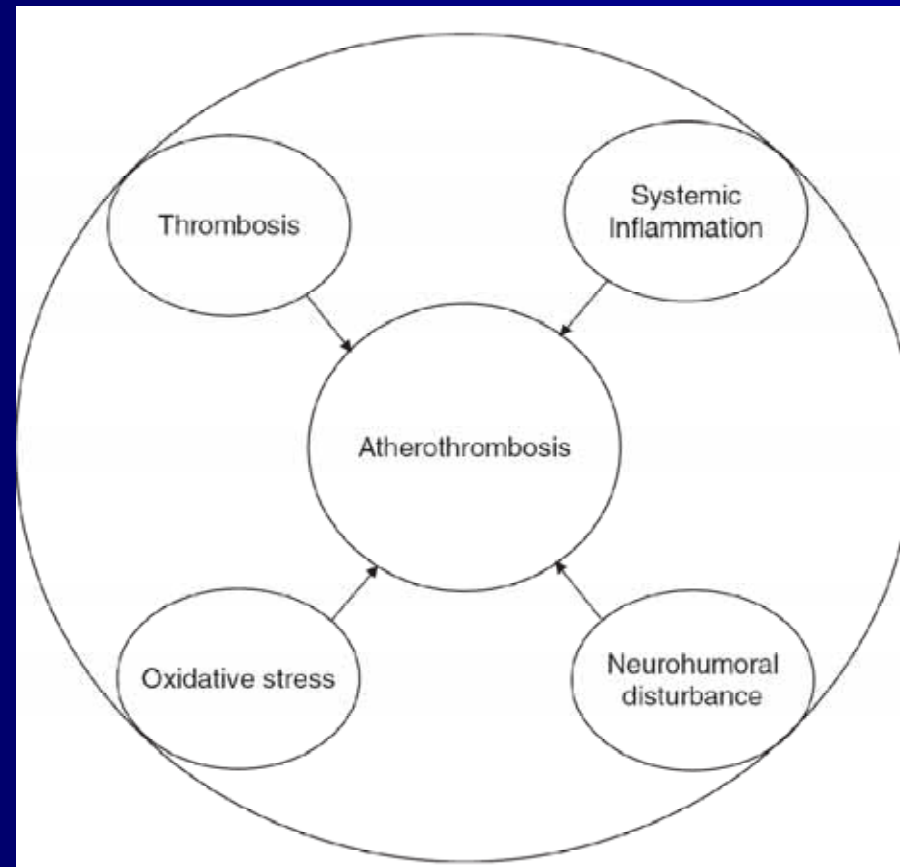 Thrombosis
Systemic
Inflammation
Atherothrombosis
Oxidative stress
Neurohumoral
disturbance